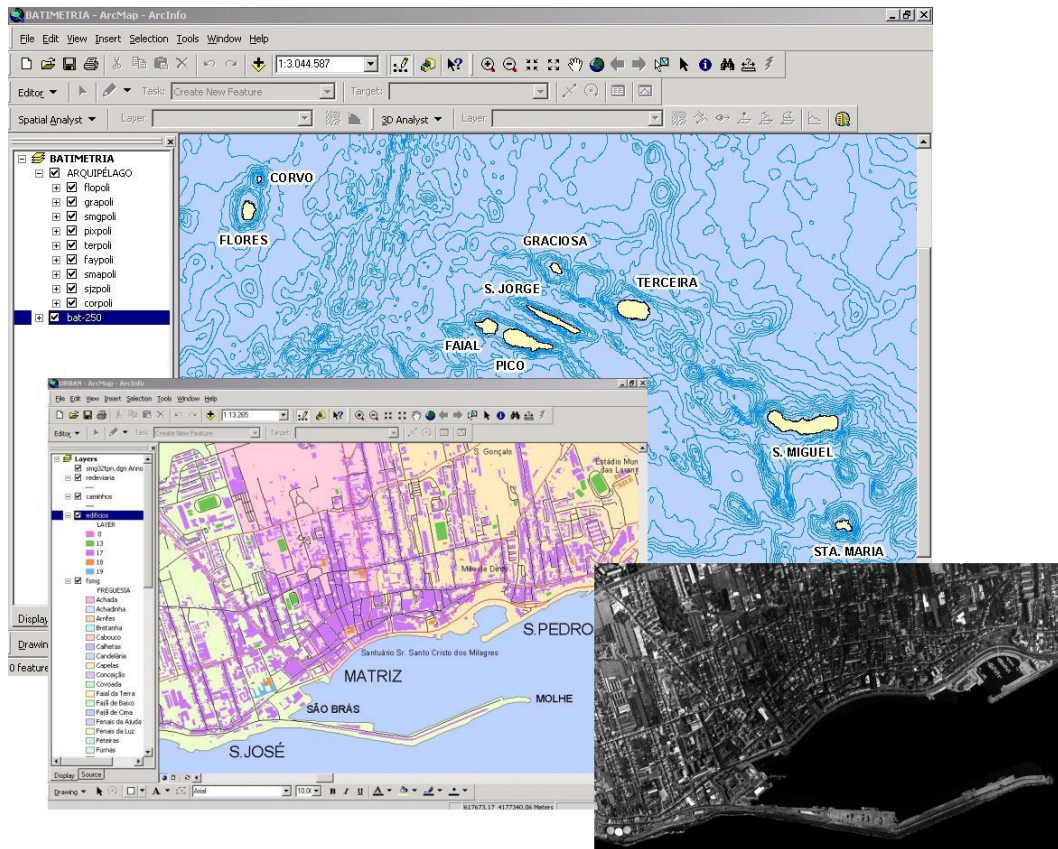 BATIMETRIA - ArcMap - ArcInfo
File Edit View Insert Selection Tools Window Help
1:3.044.587
Editor Task: Create New Feature Target:
Spatial Analyst Layer: 3D Analyst Layer:
BATIMETRIA
ARQUIPÉLAGO
flopoli
grapoli
smgpoli
pixpoli
terpoli
faypoli
smapoli
sjzpoli
corpoli
bat-250
CORVO
FLORES
GRACIOSA
S. JORGE
TERCEIRA
FAIAL
PICO
S. MIGUEL
STA. MARIA
Display
Drawin
0 feature
URBAN - ArcMap - ArcInfo
File Edit View Insert Selection Tools Window Help
1:13.265
Editor Task: Create New Feature Target:
Layers
smg32tpn.dgn Anno
redeviaria
caminhos
edificios
LAYER
0
13
17
18
19
fsmg
FREGUESIA
Achada
Achadinha
Arrifes
Bretanha
Cabouco
Calhetas
Candelária
Capelas
Conceição
Covoada
Faial da Terra
Fajã de Baixo
Fajã de Cima
Fenais da Ajuda
Fenais da Luz
Feteiras
Furnas
S. Gonçalo
Estádio Mun
das Laran
S.PEDRO
Santuário Sr. Santo Cristo dos Milagres
MATRIZ
MOLHE
SÃO BRÁS
S.JOSÉ
Display Source
Drawing Arial 10,0 B I U A
617673.17 4177340.06 Meters